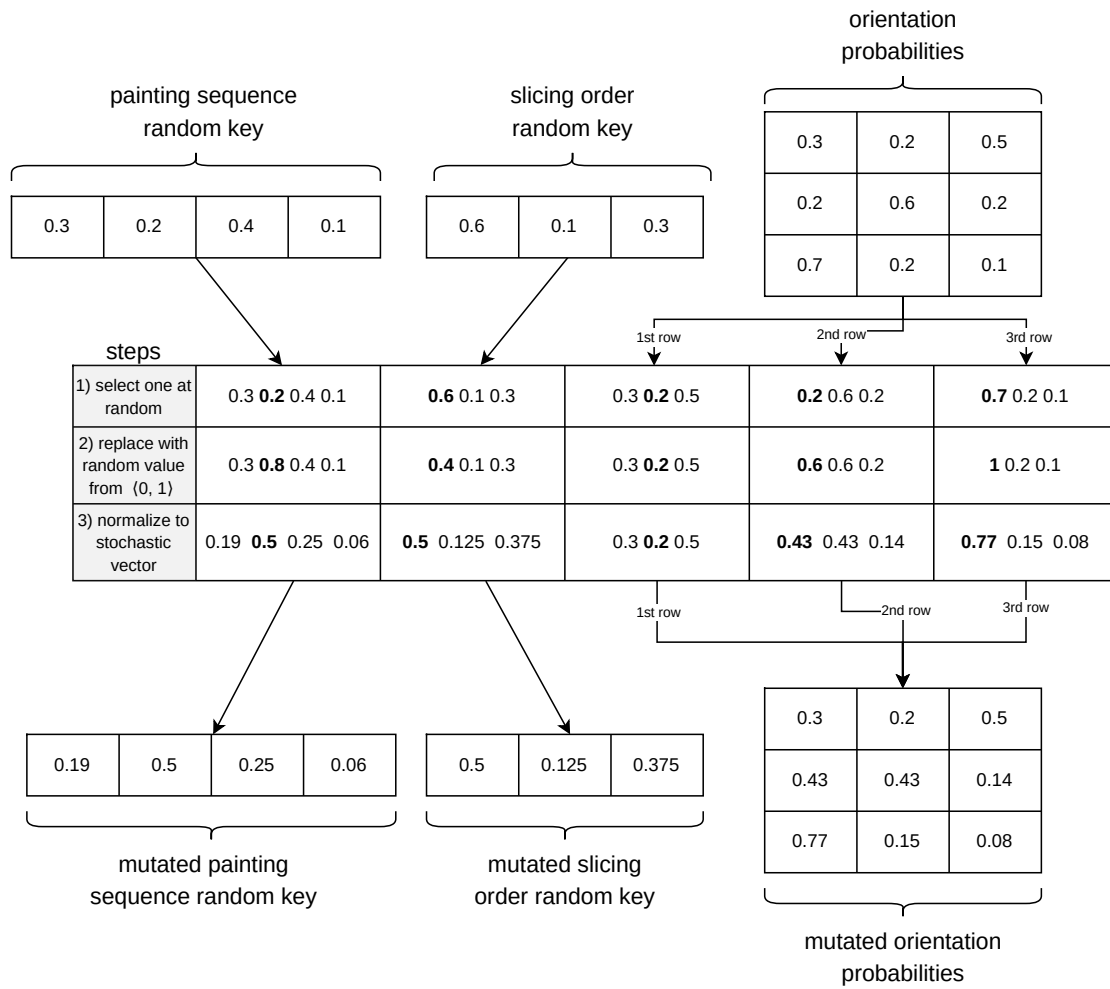 orientation
probabilities
painting sequence
random key
slicing order
random key
0.3 0.2 0.5
0.2 0.6 0.2
0.7 0.2 0.1
0.3 0.2 0.4 0.1
0.6 0.1 0.3
1st row
2nd row
3rd row
steps
1) select one at
random
0.3 0.2 0.4 0.1
0.6 0.1 0.3
0.3 0.2 0.5
0.2 0.6 0.2
0.7 0.2 0.1
2) replace with
random value
from ⟨0, 1⟩
0.3 0.8 0.4 0.1
0.4 0.1 0.3
0.3 0.2 0.5
0.6 0.6 0.2
1 0.2 0.1
3) normalize to
stochastic
vector
0.19 0.5 0.25 0.06
0.5 0.125 0.375
0.3 0.2 0.5
0.43 0.43 0.14
0.77 0.15 0.08
1st row
2nd row
3rd row
0.19 0.5 0.25 0.06
0.5 0.125 0.375
0.3 0.2 0.5
0.43 0.43 0.14
0.77 0.15 0.08
mutated painting
sequence random key
mutated slicing
order random key
mutated orientation
probabilities